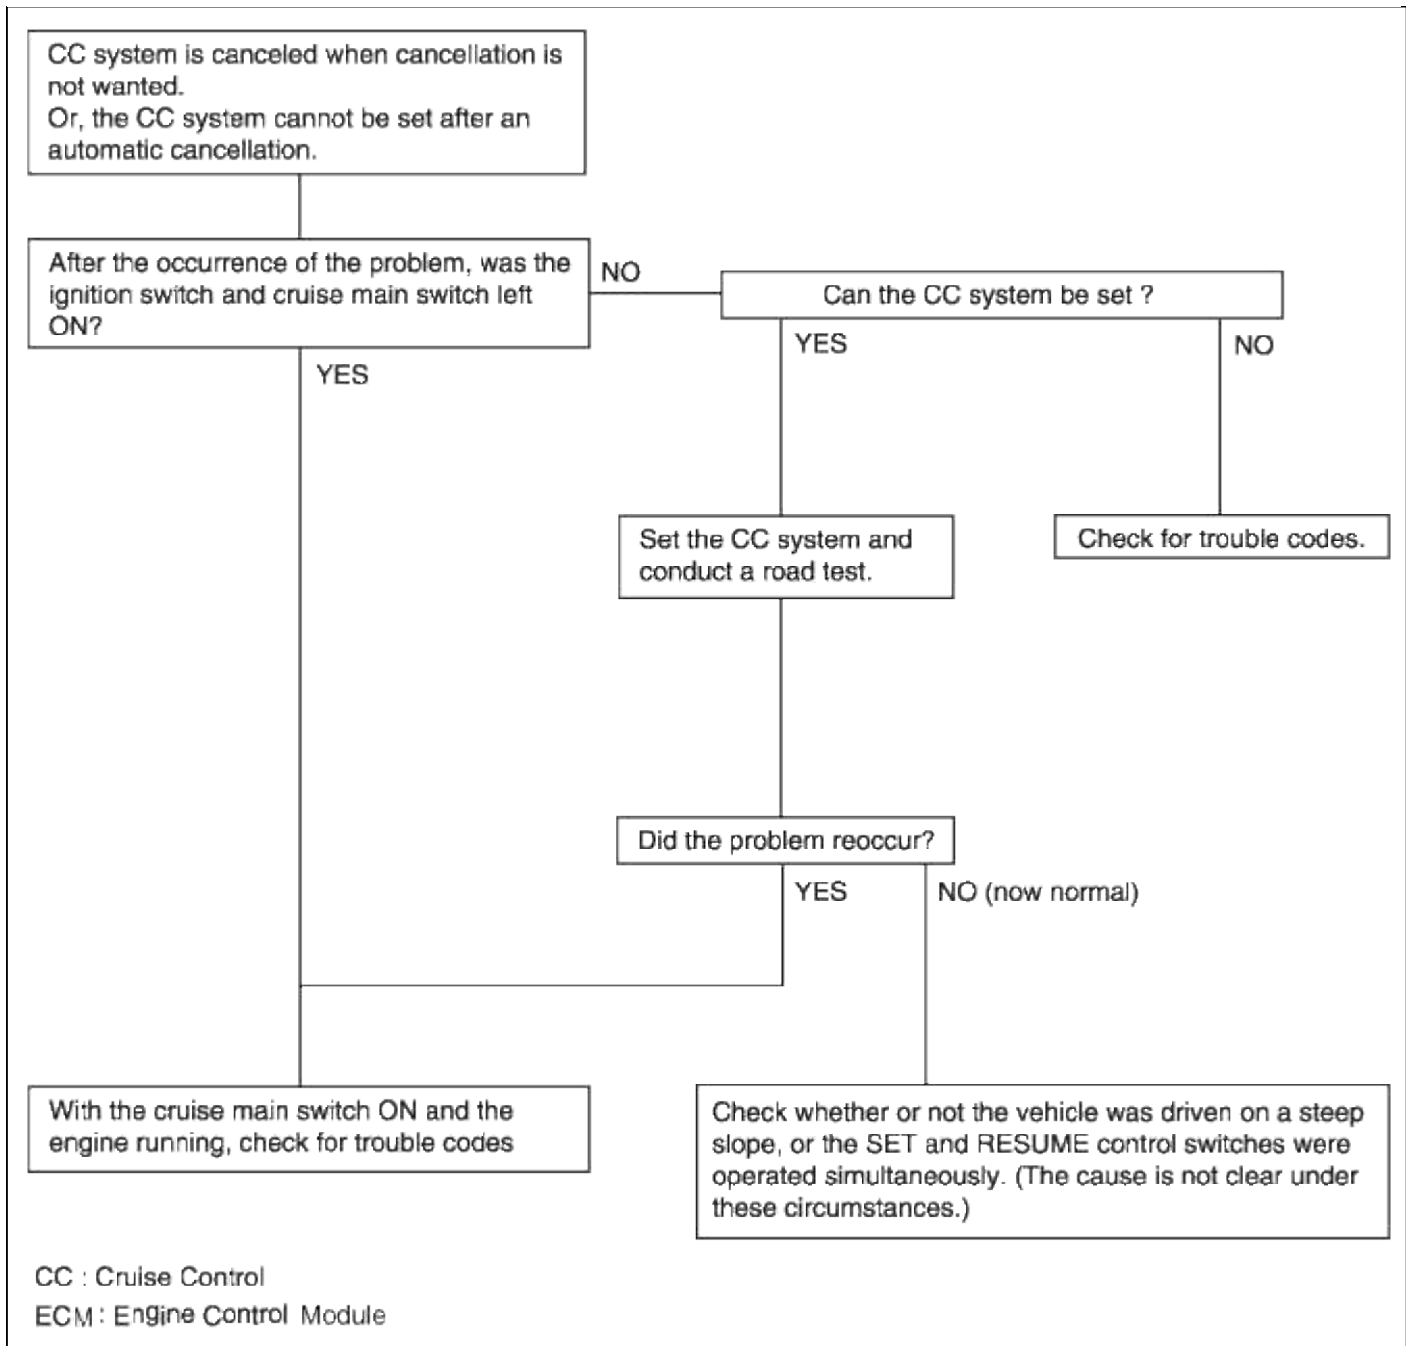 CC system is canceled when cancellation is
not wanted.
Or, the CC system cannot be set after an
automatic cancellation.
After the occurrence of the problem, was the
ignition switch and cruise main switch left
ON?
NO
Can the CC system be set ?
YES
YES
NO
Set the CC system and
conduct a road test.
Check for trouble codes.
Did the problem reoccur?
YES
NO (now normal)
With the cruise main switch ON and the
engine running, check for trouble codes
Check whether or not the vehicle was driven on a steep
slope, or the SET and RESUME control switches were
operated simultaneously. (The cause is not clear under
these circumstances.)
CC : Cruise Control
ECM : Engine Control Module